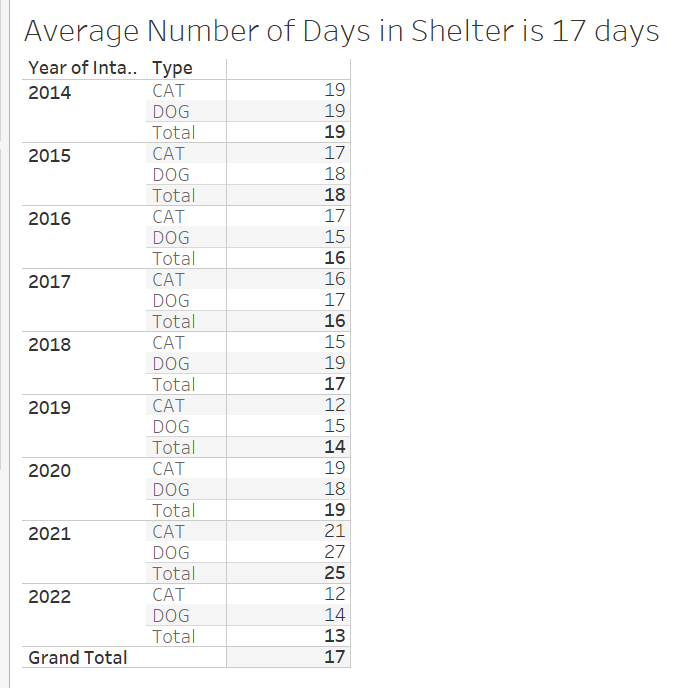 Average Number of Days in Shelter is 17 days
Year of Inta.. Type
2014 CAT 19
DOG 19
Total 19
2015 CAT 17
DOG 18
Total 18
2016 CAT 17
DOG 15
Total 16
2017 CAT 16
DOG 17
Total 16
2018 CAT 15
DOG 19
Total 17
2019 CAT 12
DOG 15
Total 14
2020 CAT 19
DOG 18
Total 19
2021 CAT 21
DOG 27
Total 25
2022 CAT 12
DOG 14
Total 13
Grand Total 17